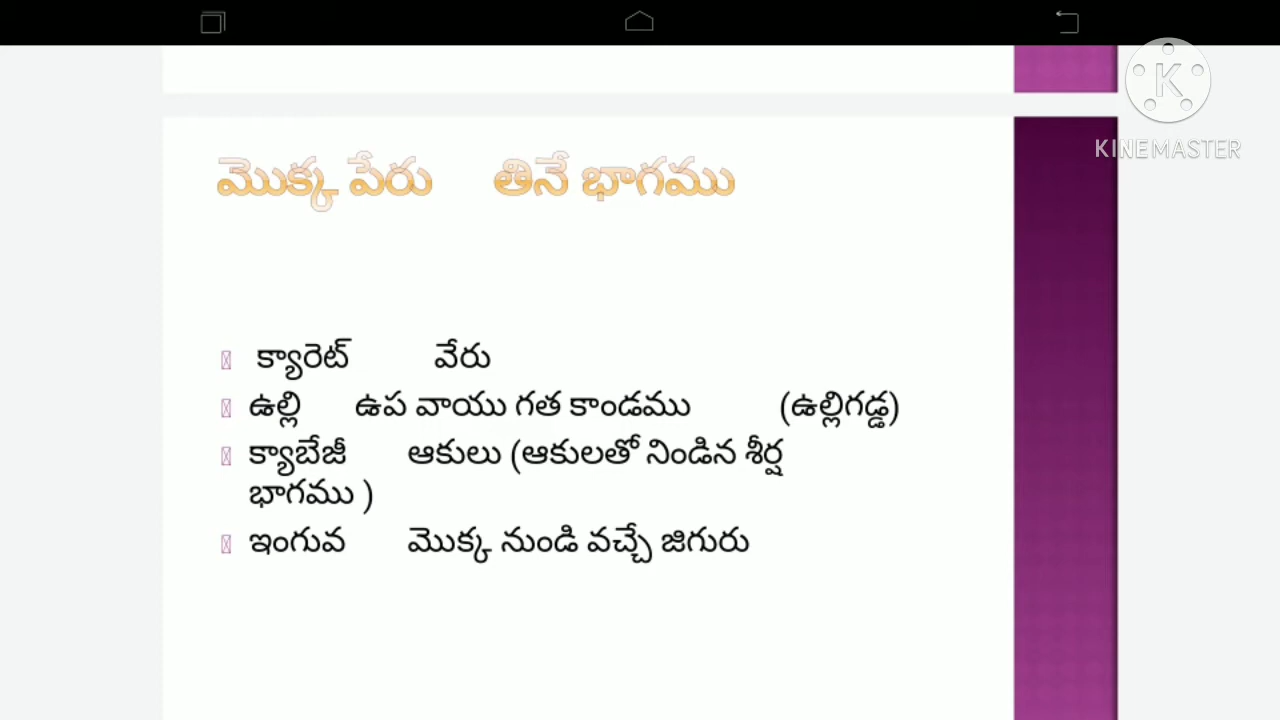 KINEMASTER
మొక్క పేరు తినే భాగము
క్యారెట్ వేరు
ఉల్లి ఉప వాయు గత కాండము (ఉల్లిగడ్డ)
క్యాబేజీ ఆకులు (ఆకులతో నిండిన శీర్ష
భాగము )
ఇంగువ మొక్క నుండి వచ్చే జిగురు